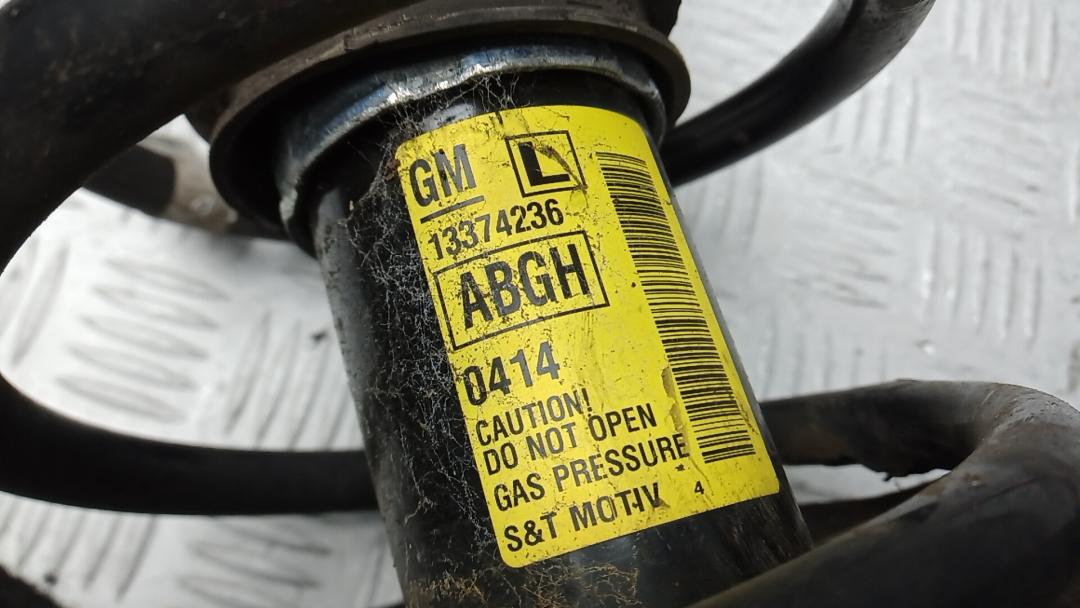 GM L
13374236
ABGH
0414
CAUTION!
DO NOT OPEN
GAS PRESSURE
S&T MOTIV 4